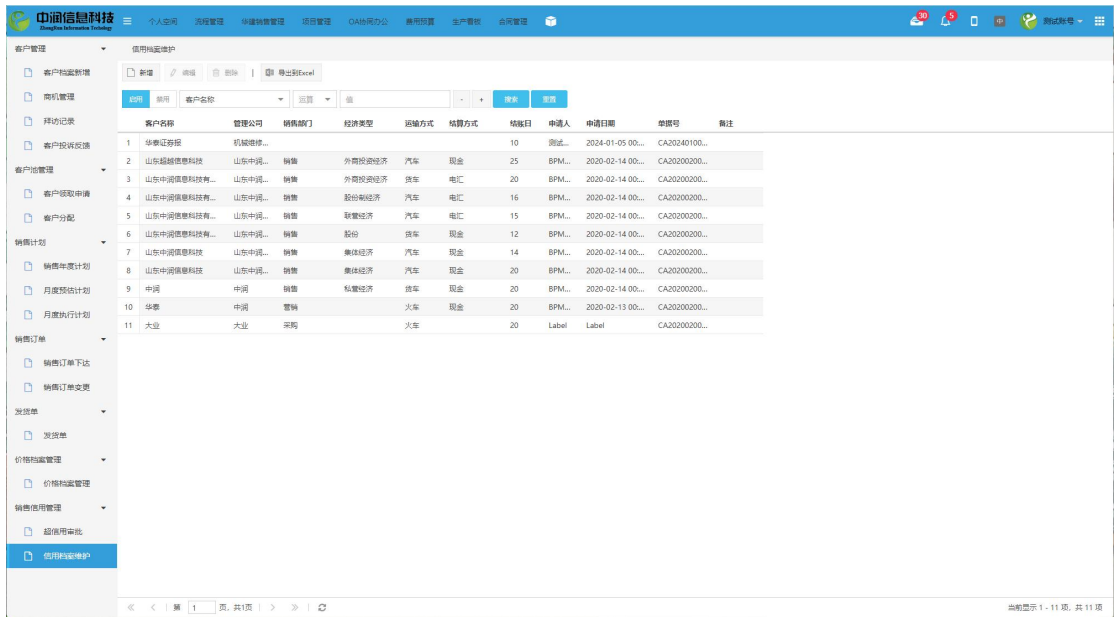 中润信息科技
个人空间 流程管理 华建销售管理 项目管理 OA协同办公 费用预算 生产看板 合同管理
30 5 中 测试账号
客户管理
客户档案新增
商机管理
拜访记录
客户投诉反馈
客户池管理
客户领取申请
客户分配
销售计划
销售年度计划
月度预估计划
月度执行计划
销售订单
销售订单下达
销售订单变更
发货单
发货单
价格档案管理
价格档案管理
销售信用管理
超信用审批
信用档案维护
信用档案维护
新增 编辑 删除 | 导出到Excel
启用 禁用 客户名称 运算 值 - + 搜索 重置
客户名称 管理公司 销售部门 经济类型 运输方式 结算方式 结账日 申请人 申请日期 单据号 备注
1 华泰证券报 机械维修... 10 测试... 2024-01-05 00:... CA20240100...
2 山东超越信息科技 山东中润... 销售 外商投资经济 汽车 现金 25 BPM... 2020-02-14 00:... CA20200200...
3 山东中润信息科技有... 山东中润... 销售 外商投资经济 货车 电汇 20 BPM... 2020-02-14 00:... CA20200200...
4 山东中润信息科技有... 山东中润... 销售 股份制经济 汽车 电汇 16 BPM... 2020-02-14 00:... CA20200200...
5 山东中润信息科技有... 山东中润... 销售 联营经济 汽车 电汇 15 BPM... 2020-02-14 00:... CA20200200...
6 山东中润信息科技有... 山东中润... 销售 股份 货车 现金 12 BPM... 2020-02-14 00:... CA20200200...
7 山东中润信息科技 山东中润... 销售 集体经济 汽车 现金 14 BPM... 2020-02-14 00:... CA20200200...
8 山东中润信息科技 山东中润... 销售 集体经济 汽车 现金 20 BPM... 2020-02-14 00:... CA20200200...
9 中润 中润 销售 私营经济 货车 现金 20 BPM... 2020-02-14 00:... CA20200200...
10 华泰 中润 营销 火车 现金 20 BPM... 2020-02-13 00:... CA20200200...
11 大业 大业 采购 火车 20 Label Label CA20200200...
第 1 页, 共1页
当前显示 1 - 11 项, 共 11 项